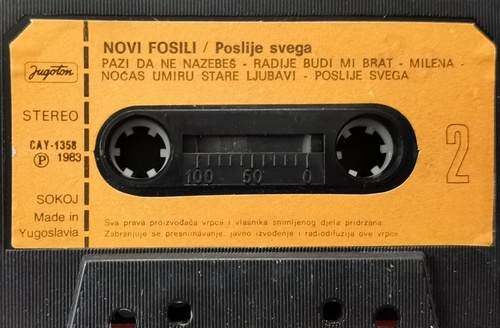 NOVI FOSILI / Poslije svega
PAZI DA NE NAZEBEŠ - RADIJE BUDI MI BRAT - MILENA -
NOĆAS UMIRU STARE LJUBAVI - POSLIJE SVEGA
Jugoton
STEREO
CAY-1358
Ⓟ 1983
SOKOJ
Made in
Yugoslavia
100 50 0
2
Sva prava proizvođača vrpce i vlasnika snimljenog djela pridržana.
Zabranjuje se presnimavanje, javno izvođenje i radiodifuzija ove vrpce